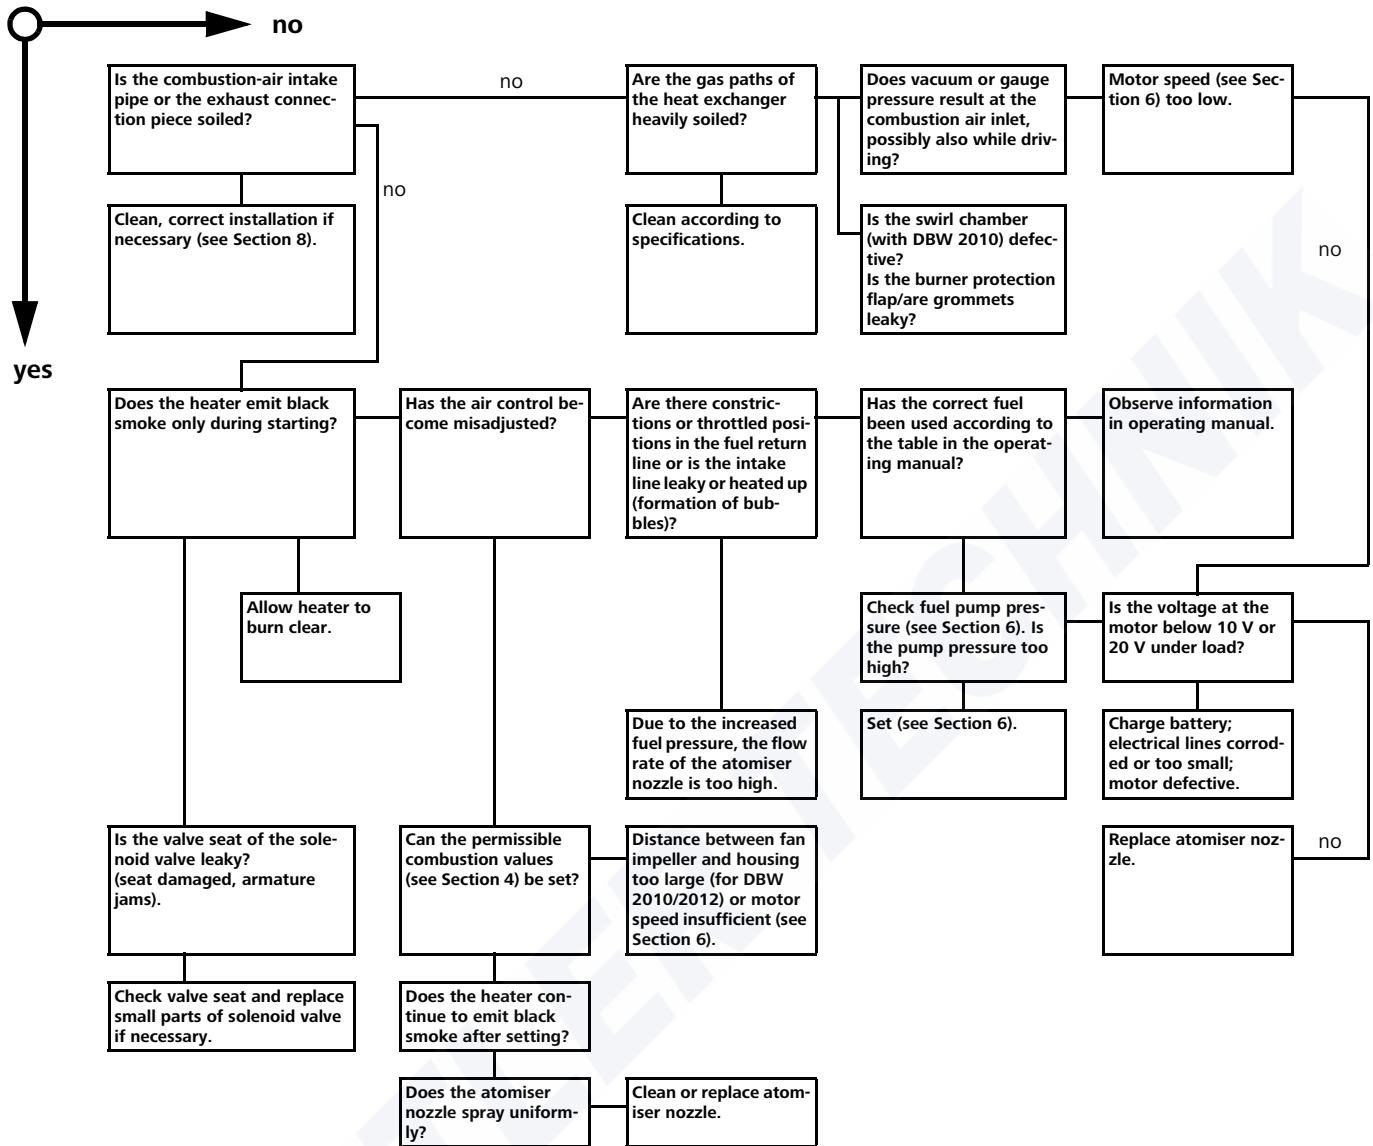 no
Is the combustion-air intake
pipe or the exhaust connec-
tion piece soiled?
no
Are the gas paths of
the heat exchanger
heavily soiled?
Does vacuum or gauge
pressure result at the
combustion air inlet,
possibly also while driv-
ing?
Motor speed (see Sec-
tion 6) too low.
no
Clean, correct installation if
necessary (see Section 8).
Clean according to
specifications.
Is the swirl chamber
(with DBW 2010) defec-
tive?
Is the burner protection
flap/are grommets
leaky?
no
yes
Does the heater emit black
smoke only during starting?
Has the air control be-
come misadjusted?
Are there constric-
tions or throttled posi-
tions in the fuel return
line or is the intake
line leaky or heated up
(formation of bub-
bles)?
Has the correct fuel
been used according to
the table in the operat-
ing manual?
Observe information
in operating manual.
Allow heater to
burn clear.
Check fuel pump pres-
sure (see Section 6). Is
the pump pressure too
high?
Is the voltage at the
motor below 10 V or
20 V under load?
Due to the increased
fuel pressure, the flow
rate of the atomiser
nozzle is too high.
Set (see Section 6).
Charge battery;
electrical lines corrod-
ed or too small;
motor defective.
Is the valve seat of the sole-
noid valve leaky?
(seat damaged, armature
jams).
Can the permissible
combustion values
(see Section 4) be set?
Distance between fan
impeller and housing
too large (for DBW
2010/2012) or motor
speed insufficient (see
Section 6).
Replace atomiser noz-
zle.
no
Check valve seat and replace
small parts of solenoid valve
if necessary.
Does the heater con-
tinue to emit black
smoke after setting?
Does the atomiser
nozzle spray uniform-
ly?
Clean or replace atom-
iser nozzle.